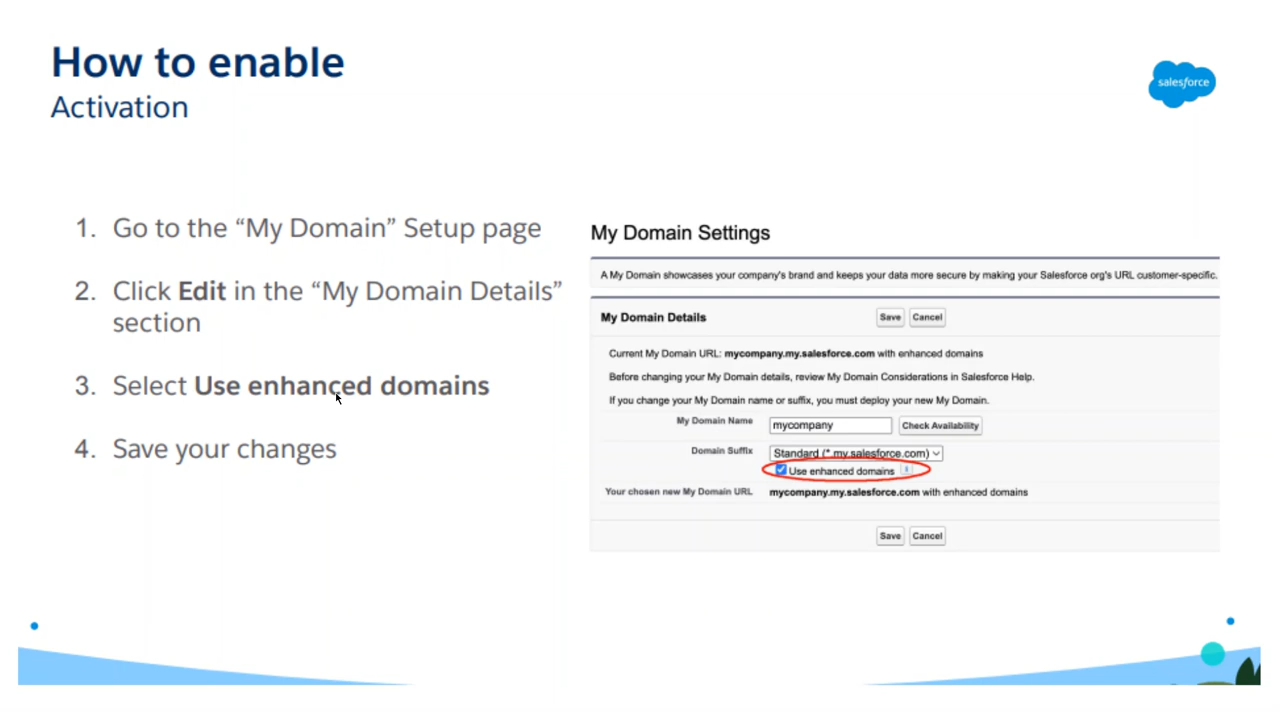 How to enable
Activation
salesforce
1. Go to the “My Domain” Setup page
2. Click Edit in the “My Domain Details”
section
3. Select Use enhanced domains
4. Save your changes
My Domain Settings
A My Domain showcases your company's brand and keeps your data more secure by making your Salesforce org's URL customer-specific.
My Domain Details Save Cancel
Current My Domain URL: mycompany.my.salesforce.com with enhanced domains
Before changing your My Domain details, review My Domain Considerations in Salesforce Help.
If you change your My Domain name or suffix, you must deploy your new My Domain.
My Domain Name mycompany Check Availability
Domain Suffix Standard (*.my.salesforce.com)
Use enhanced domains i
Your chosen new My Domain URL mycompany.my.salesforce.com with enhanced domains
Save Cancel